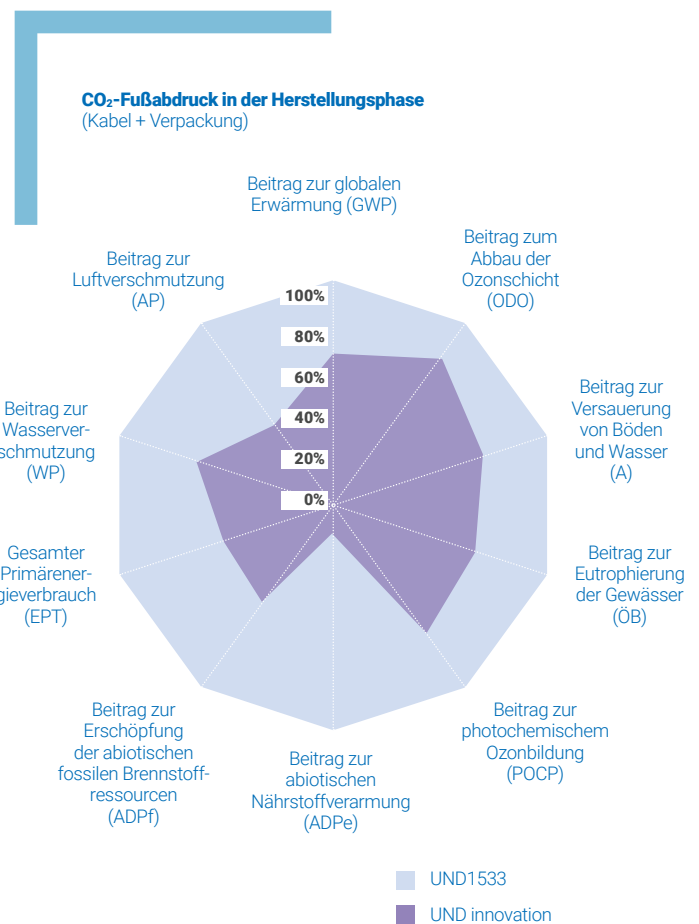 CO₂-Fußabdruck in der Herstellungsphase
(Kabel + Verpackung)
Beitrag zur globalen
Erwärmung (GWP)
Beitrag zum
Abbau der
Ozonschicht
(ODO)
Beitrag zur
Luftverschmutzung
(AP)
100%
80%
60%
40%
20%
0%
Beitrag zur
Versauerung
von Böden
und Wasser
(A)
Beitrag zur
Wasserver-
schmutzung
(WP)
Gesamter
Primärener-
gieverbrauch
(EPT)
Beitrag zur
Eutrophierung
der Gewässer
(ÖB)
Beitrag zur
Erschöpfung
der abiotischen
fossilen Brennstoff-
ressourcen
(ADPf)
Beitrag zur
abiotischen
Nährstoffverarmung
(ADPe)
Beitrag zur
photochemischem
Ozonbildung
(POCP)
UND1533
UND innovation